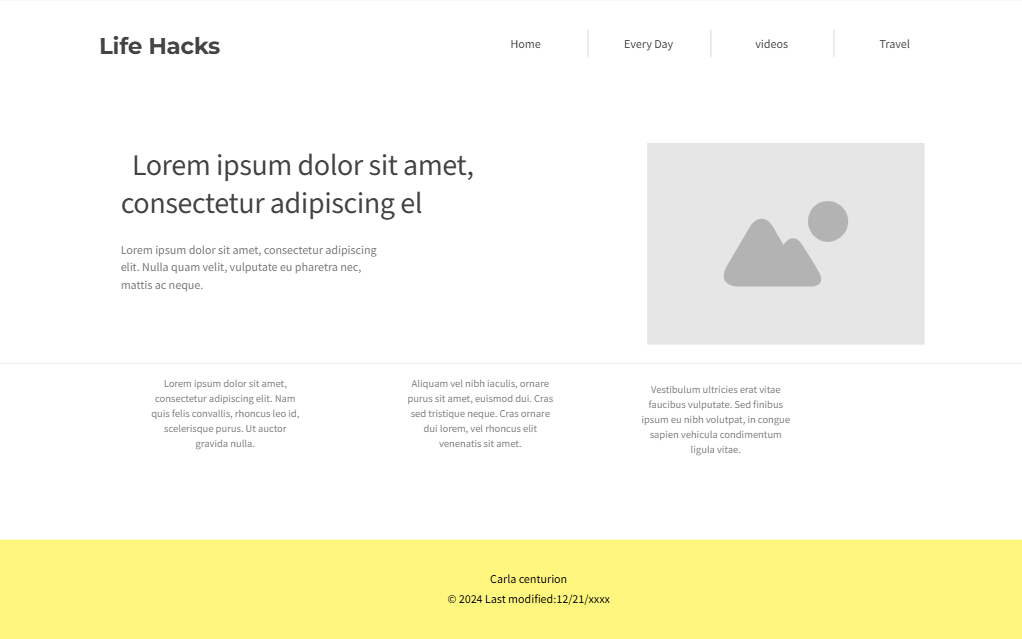 Life Hacks
Home
Every Day
videos
Travel
Lorem ipsum dolor sit amet,
consectetur adipiscing el
Lorem ipsum dolor sit amet, consectetur adipiscing
elit. Nulla quam velit, vulputate eu pharetra nec,
mattis ac neque.
Lorem ipsum dolor sit amet,
consectetur adipiscing elit. Nam
quis felis convallis, rhoncus leo id,
scelerisque purus. Ut auctor
gravida nulla.
Aliquam vel nibh iaculis, ornare
purus sit amet, euismod dui. Cras
sed tristique neque. Cras ornare
dui lorem, vel rhoncus elit
venenatis sit amet.
Vestibulum ultricies erat vitae
faucibus vulputate. Sed finibus
ipsum eu nibh volutpat, in congue
sapien vehicula condimentum
ligula vitae.
Carla centurion
© 2024 Last modified:12/21/xxxx